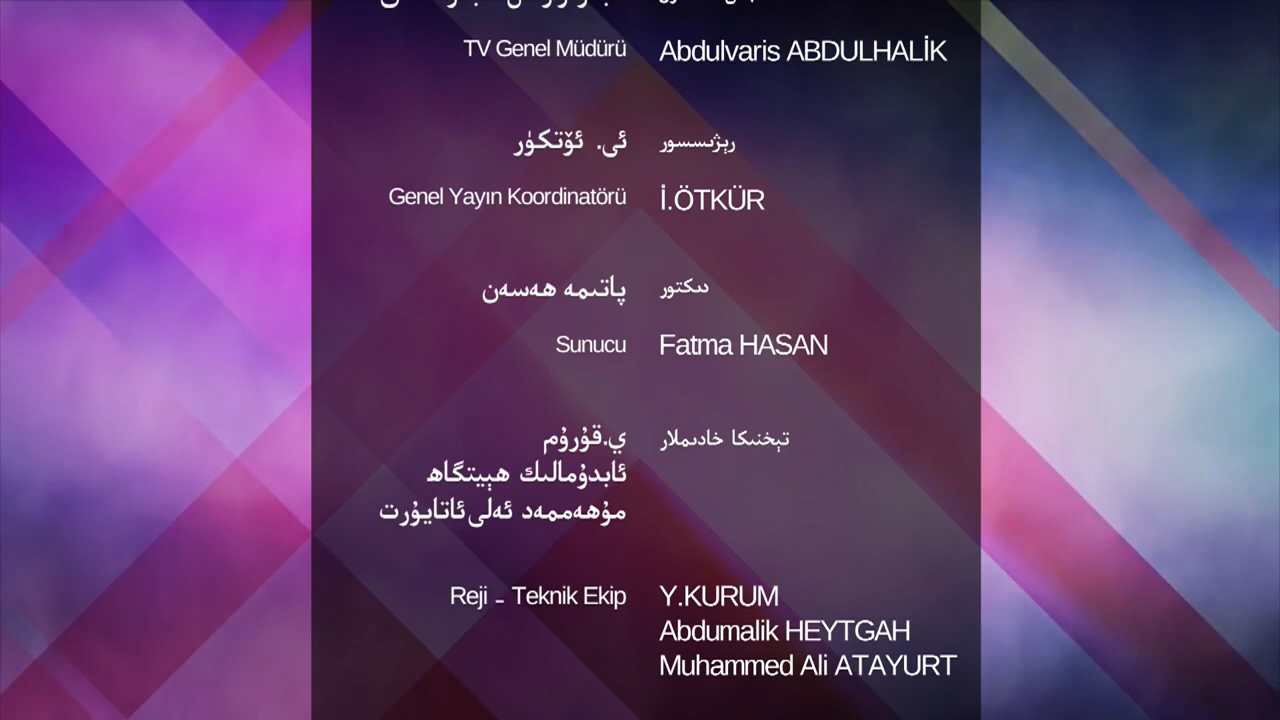 TV Genel Müdürü Abdulvaris ABDULHALİK
رېژىسسور ئى. ئۆتكۈر
Genel Yayın Koordinatörü İ.ÖTKÜR
دىكتور پاتىمە ھەسەن
Sunucu Fatma HASAN
تېخنىكا خادىملار ي.قۇرۇم
ئابدۇمالىك ھېيتگاھ
مۇھەممەد ئەلى ئاتايۇرت
Reji - Teknik Ekip Y.KURUM
Abdumalik HEYTGAH
Muhammed Ali ATAYURT